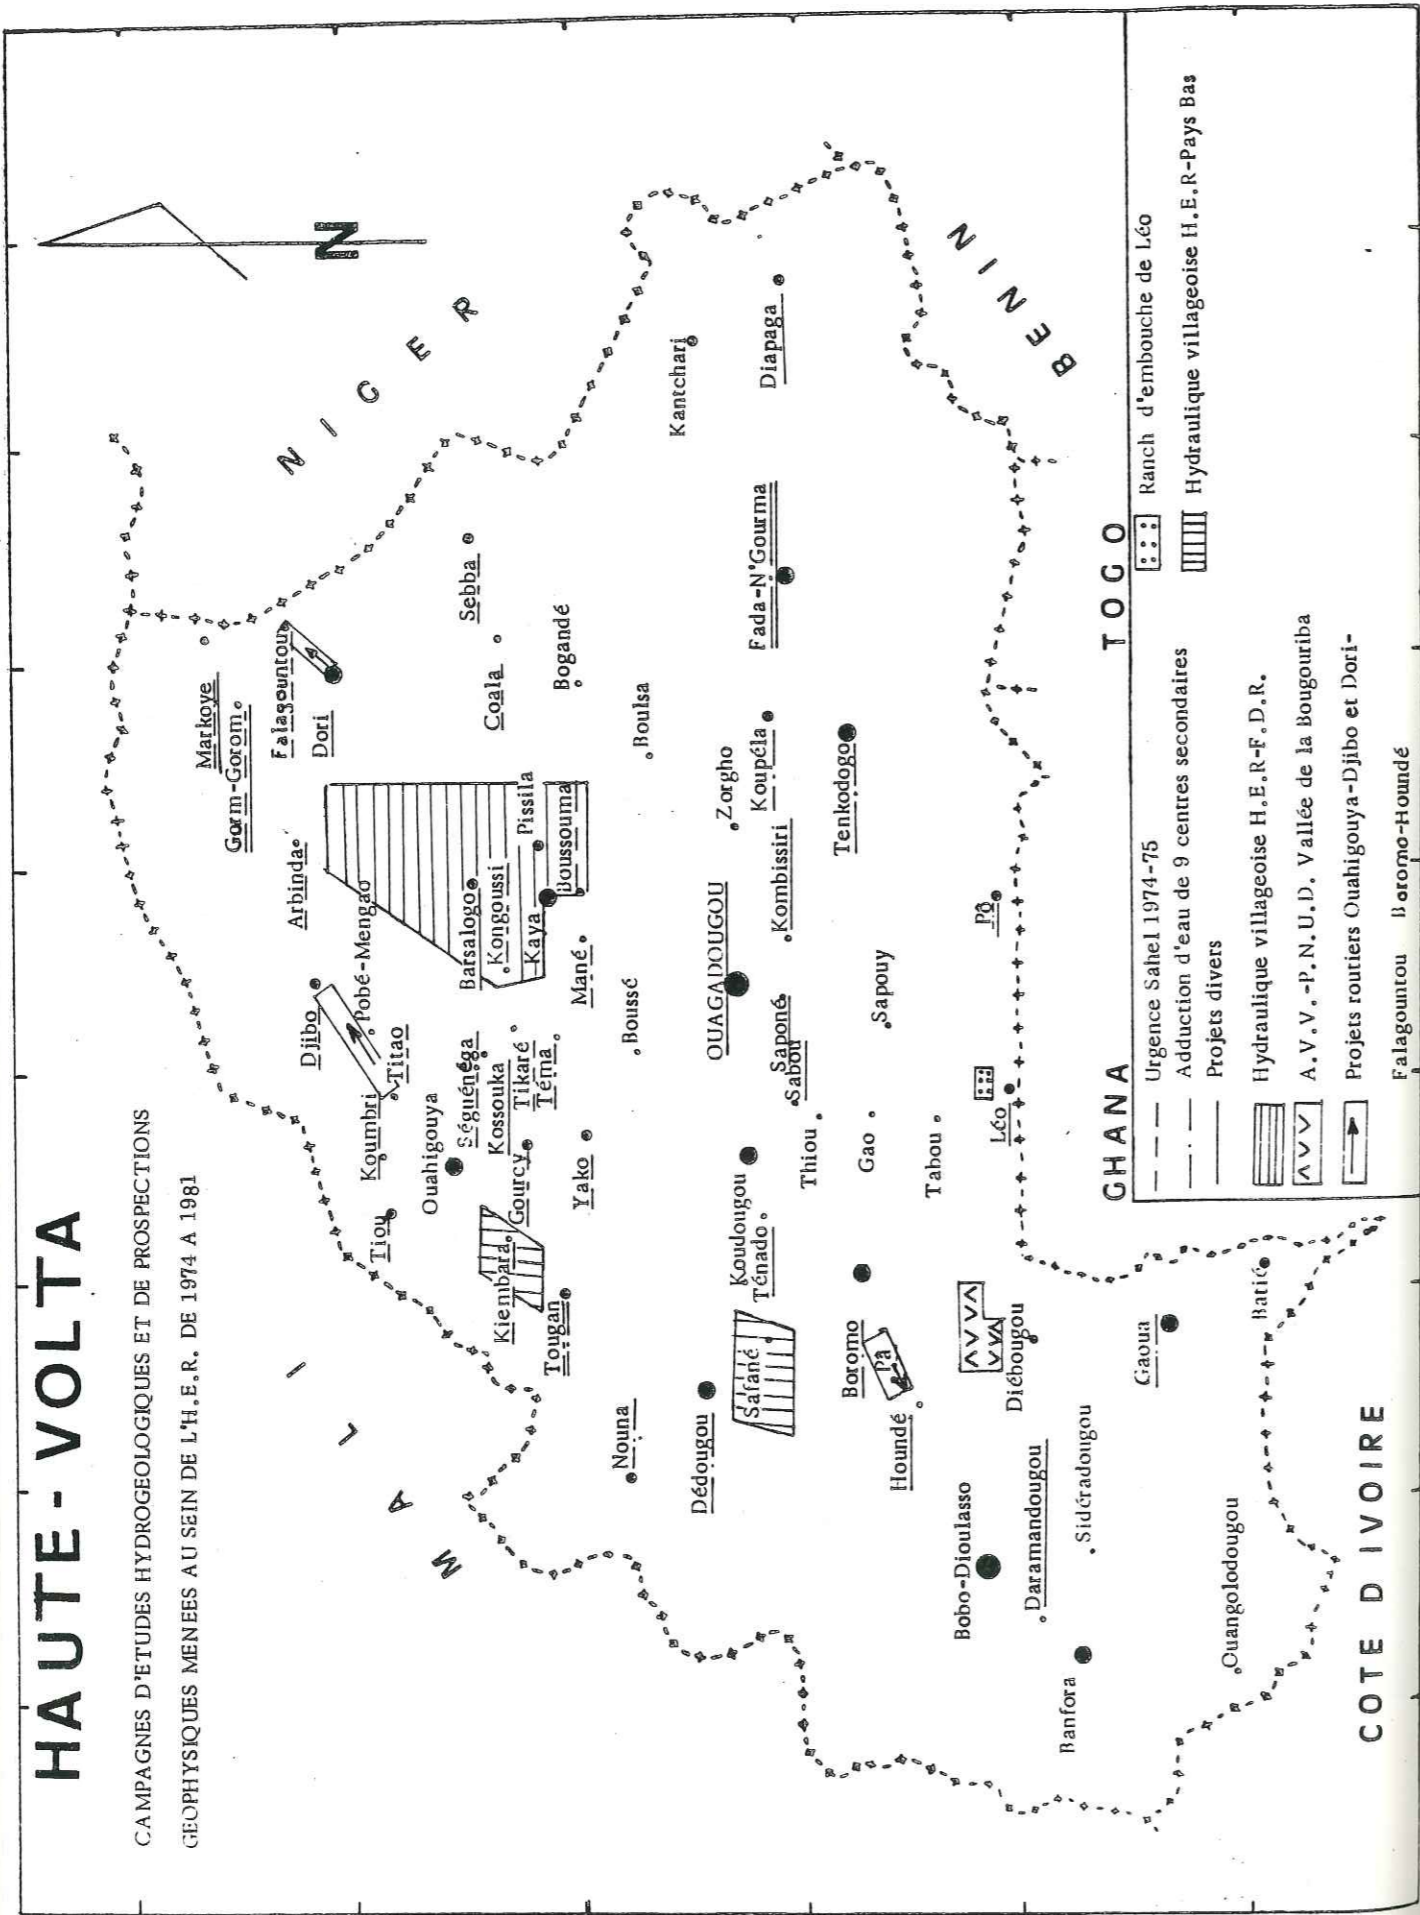 HAUTE - VOLTA
CAMPAGNES D'ETUDES HYDROGEOLOGIQUES ET DE PROSPECTIONS
GEOPHYSIQUES MENEES AU SEIN DE L'H.E.R. DE 1974 A 1981
N
MALI
NIGER
BENIN
TOGO
GHANA
COTE D IVOIRE
Markoye
Gorm-Gorom
Falagountou
Dori
Arbinda
Djibo
Pobé-Mengao
Titao
Koumbri
Tiou
Ouahigouya
Séguénéga
Kossouka
Tikaré
Téma
Gourcy
Kiembara
Yako
Tougan
Barsalogo
Kongoussi
Kaya
Pissila
Boussouma
Mané
Sebba
Coala
Bogandé
Boulsa
Boussé
Nouna
Dédougou
Safané
Koudougou
Ténado
OUAGADOUGOU
Zorgho
Koupéla
Kombissiri
Saponé
Sabou
Thiou
Gao
Tabou
Sapouy
Tenkodogo
Fada-N'Gourma
Kantchari
Diapaga
Pô
Léo
Boromo
Pâ
Houndé
Diébougou
Bobo-Dioulasso
Daramandougou
Sidéradougou
Banfora
Gaoua
Batié
Ouangolodougou
Urgence Sahel 1974-75
Adduction d'eau de 9 centres secondaires
Projets divers
Hydraulique villageoise H.E.R-F.D.R.
A.V.V.-P.N.U.D. Vallée de la Bougouriba
Projets routiers Ouahigouya-Djibo et Dori-
Falagountou Boromo-Houndé
Ranch d'embouche de Léo
Hydraulique villageoise H.E.R-Pays Bas